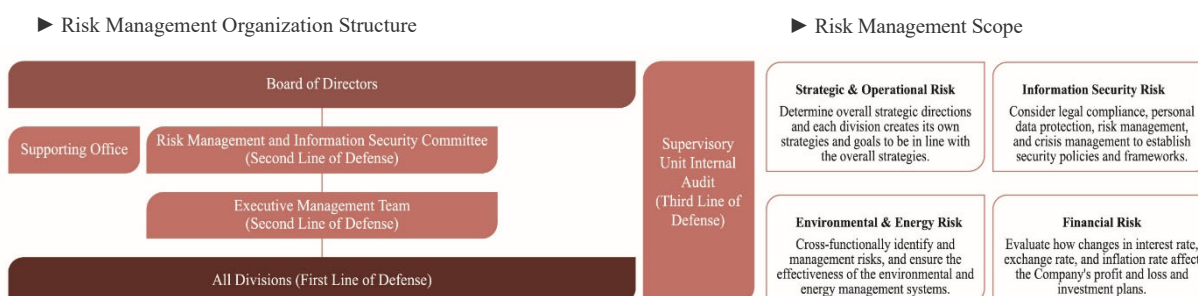 ► Risk Management Organization Structure
Board of Directors
Supporting Office
Risk Management and Information Security Committee
(Second Line of Defense)
Executive Management Team
(Second Line of Defense)
All Divisions (First Line of Defense)
Supervisory
Unit Internal
Audit
(Third Line of
Defense)
► Risk Management Scope
Strategic & Operational Risk
Determine overall strategic directions
and each division creates its own
strategies and goals to be in line with
the overall strategies.
Information Security Risk
Consider legal compliance, personal
data protection, risk management,
and crisis management to establish
security policies and frameworks.
Environmental & Energy Risk
Cross-functionally identify and
management risks, and ensure the
effectiveness of the environmental and
energy management systems.
Financial Risk
Evaluate how changes in interest rate,
exchange rate, and inflation rate affect
the Company's profit and loss and
investment plans.